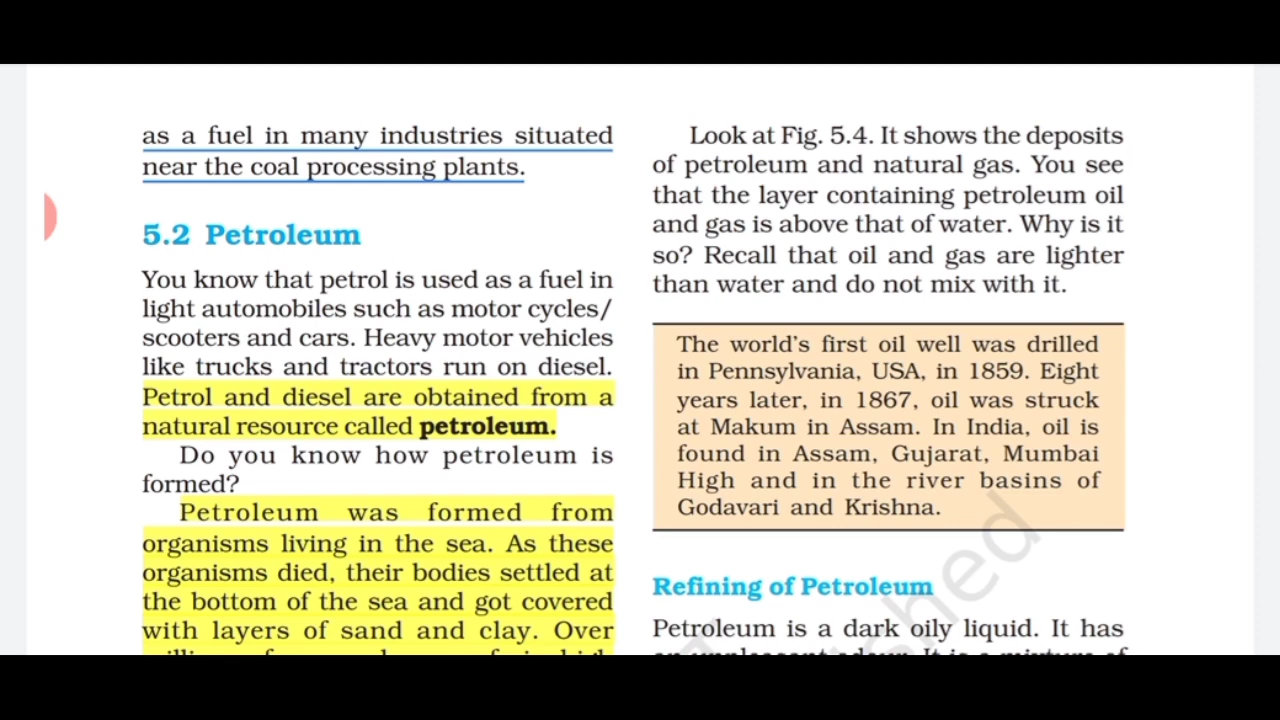 as a fuel in many industries situated
near the coal processing plants.
5.2 Petroleum
You know that petrol is used as a fuel in
light automobiles such as motor cycles/
scooters and cars. Heavy motor vehicles
like trucks and tractors run on diesel.
Petrol and diesel are obtained from a
natural resource called petroleum.
Do you know how petroleum is
formed?
Petroleum was formed from
organisms living in the sea. As these
organisms died, their bodies settled at
the bottom of the sea and got covered
with layers of sand and clay. Over
Look at Fig. 5.4. It shows the deposits
of petroleum and natural gas. You see
that the layer containing petroleum oil
and gas is above that of water. Why is it
so? Recall that oil and gas are lighter
than water and do not mix with it.
The world's first oil well was drilled
in Pennsylvania, USA, in 1859. Eight
years later, in 1867, oil was struck
at Makum in Assam. In India, oil is
found in Assam, Gujarat, Mumbai
High and in the river basins of
Godavari and Krishna.
Refining of Petroleum
Petroleum is a dark oily liquid. It has